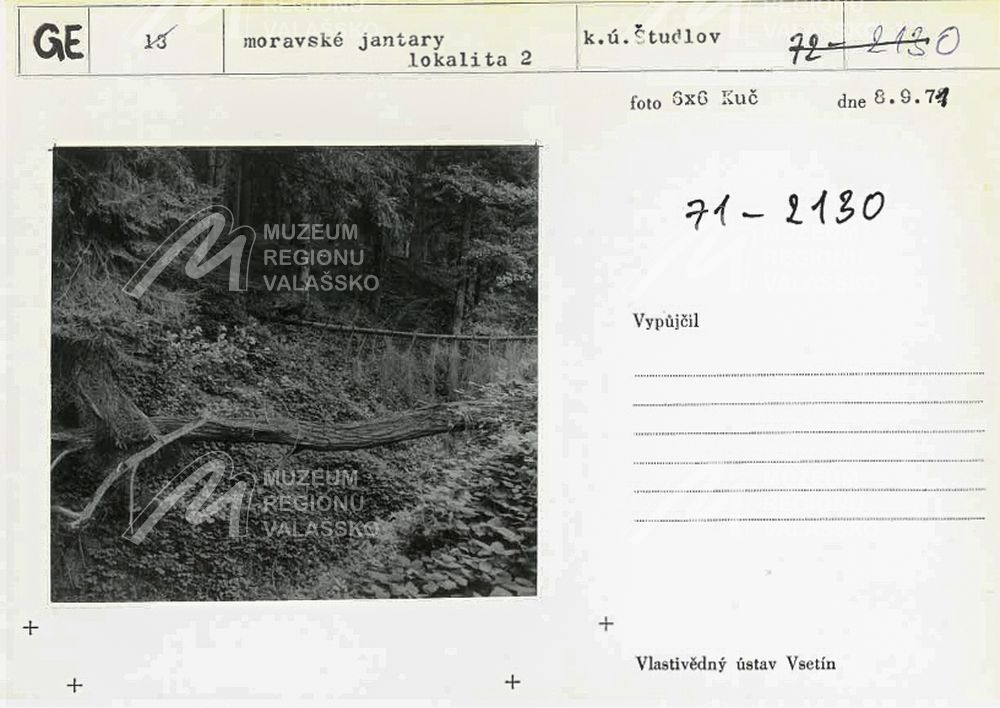 GE 13 moravské jantary k.ú.Študlov 72-2130
lokalita 2
foto 6x6 Kuč dne 8.9.71
71-2130
MUZEUM
REGIONU
VALAŠSKO
Vypůjčil
MUZEUM
REGIONU
VALAŠSKO
Vlastivědný ústav Vsetín